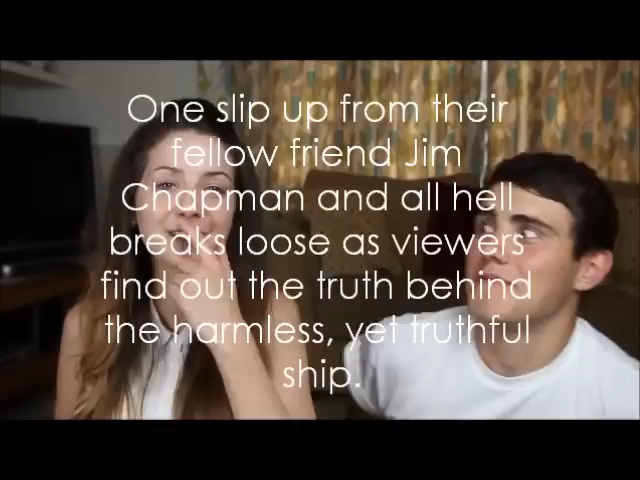 One slip up from their
fellow friend Jim
Chapman and all hell
breaks loose as viewers
find out the truth behind
the harmless, yet truthful
ship.